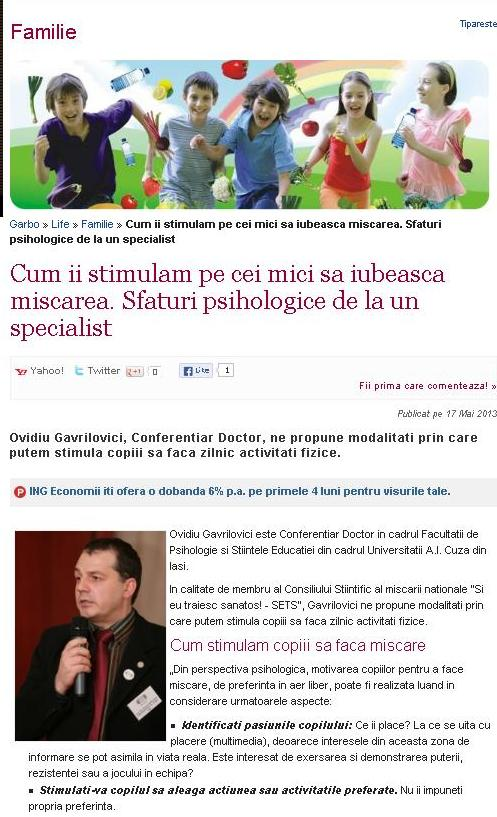 Familie
Tipareste
Garbo » Life » Familie » Cum ii stimulam pe cei mici sa iubeasca miscarea. Sfaturi
psihologice de la un specialist
Cum ii stimulam pe cei mici sa iubeasca
miscarea. Sfaturi psihologice de la un
specialist
Yahoo! Twitter +1 0 Like 1
Fii prima care comenteaza! »
Publicat pe 17 Mai 2013
Ovidiu Gavrilovici, Conferentiar Doctor, ne propune modalitati prin care
putem stimula copiii sa faca zilnic activitati fizice.
P ING Economii iti ofera o dobanda 6% p.a. pe primele 4 luni pentru visurile tale.
Ovidiu Gavrilovici este Conferentiar Doctor in cadrul Facultatii de
Psihologie si Stiintele Educatiei din cadrul Universitatii A.I. Cuza din
Iasi.
In calitate de membru al Consiliului Stiintific al miscarii nationale "Si
eu traiesc sanatos! - SETS", Gavrilovici ne propune modalitati prin
care putem stimula copiii sa faca zilnic activitati fizice.
Cum stimulam copiii sa faca miscare
„Din perspectiva psihologica, motivarea copiilor pentru a face
miscare, de preferinta in aer liber, poate fi realizata luand in
considerare urmatoarele aspecte:
▪ Identificati pasiunile copilului: Ce ii place? La ce se uita cu
placere (multimedia), deoarece interesele din aceasta zona de
informare se pot asimila in viata reala. Este interesat de exersarea si demonstrarea puterii,
rezistentei sau a jocului in echipa?
▪ Stimulati-va copilul sa aleaga actiunea sau activitatile preferate. Nu ii impuneti
propria preferinta.